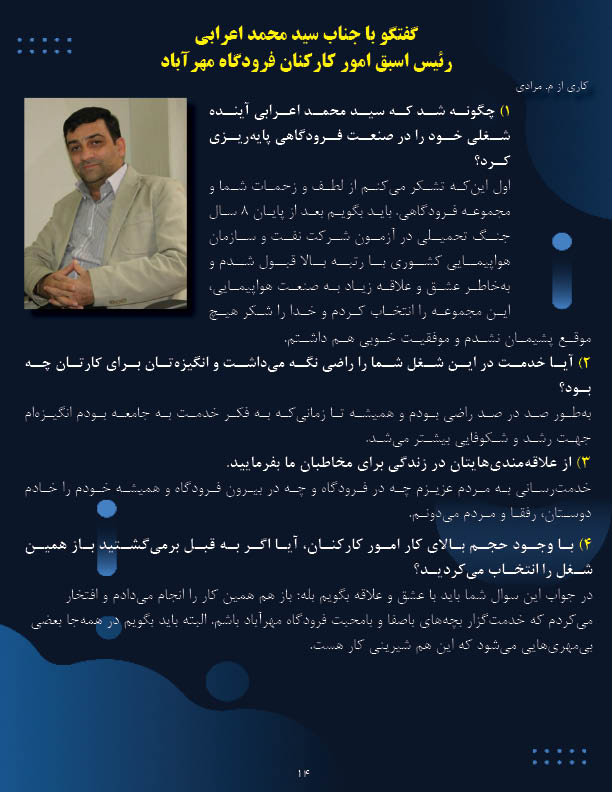 گفتگو با جناب سید محمد اعرابی
رئیس اسبق امور کارکنان فرودگاه مهرآباد
کاری از م. مرادی
۱) چگونه شد که سید محمد اعرابی آینده
شغلی خود را در صنعت فرودگاهی پایه‌ریزی
کرد؟
اول این‌که تشکر می‌کنم از لطف و زحمات شما و
مجموعه فرودگاهی. باید بگویم بعد از پایان ۸ سال
جنگ تحمیلی در آزمون شرکت نفت و سازمان
هواپیمایی کشوری با رتبه بالا قبول شدم و
به‌خاطر عشق و علاقه زیاد به صنعت هواپیمایی،
این مجموعه را انتخاب کردم و خدا را شکر هیچ
موقع پشیمان نشدم و موفقیت خوبی هم داشتم.
۲) آیا خدمت در این شغل شما را راضی نگه می‌داشت و انگیزه‌تان برای کارتان چه
بود؟
به‌طور صد در صد راضی بودم و همیشه تا زمانی‌که به فکر خدمت به جامعه بودم انگیزه‌ام
جهت رشد و شکوفایی بیشتر می‌شد.
۳) از علاقه‌مندی‌هایتان در زندگی برای مخاطبان ما بفرمایید.
خدمت‌رسانی به مردم عزیزم چه در فرودگاه و چه در بیرون فرودگاه و همیشه خودم را خادم
دوستان، رفقا و مردم می‌دونم.
۴) با وجود حجم بالای کار امور کارکنان، آیا اگر به قبل برمی‌گشتید باز همین
شغل را انتخاب می‌کردید؟
در جواب این سوال شما باید با عشق و علاقه بگویم بله؛ باز هم همین کار را انجام می‌دادم و افتخار
می‌کردم که خدمت‌گزار بچه‌های باصفا و بامحبت فرودگاه مهرآباد باشم. البته باید بگویم در همه‌جا بعضی
بی‌مهری‌هایی می‌شود که این هم شیرینی کار هست.
۱۴